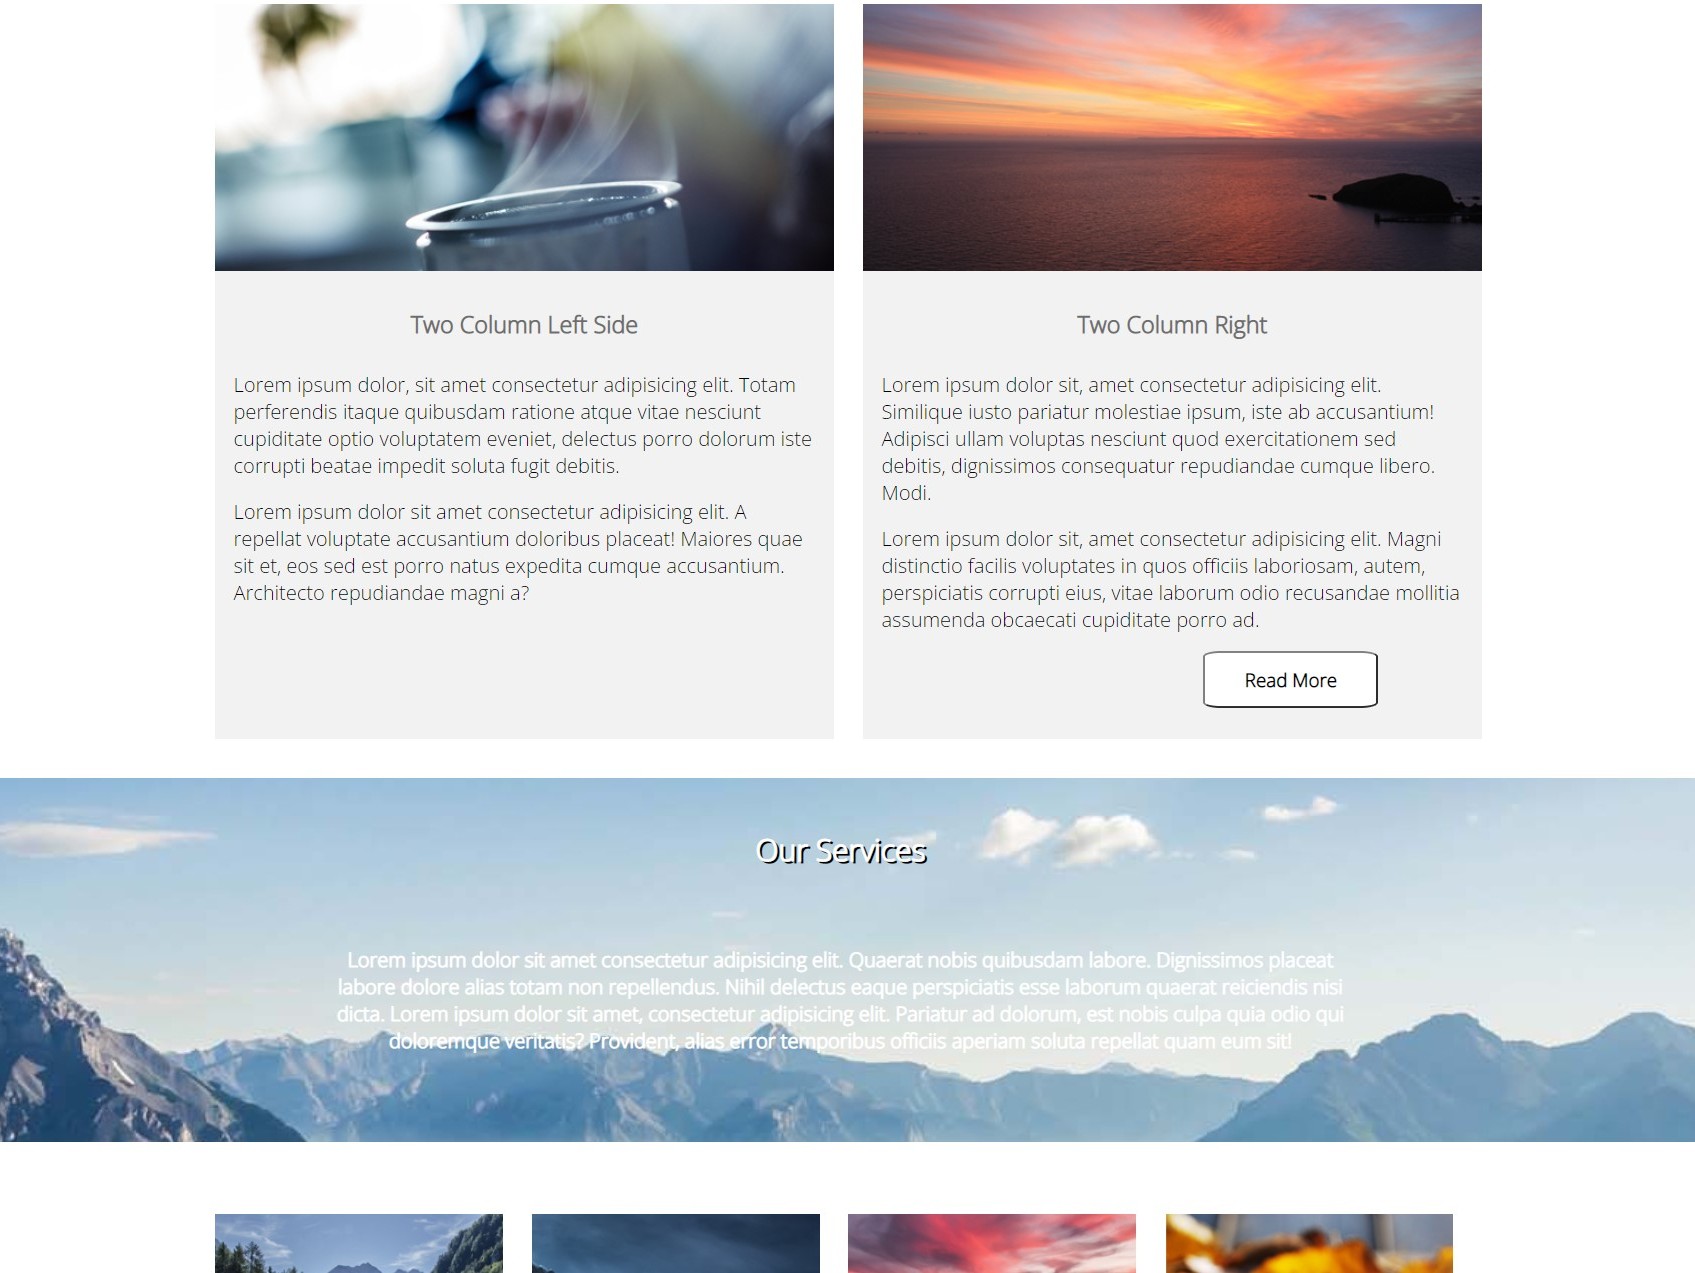 Two Column Left Side
Lorem ipsum dolor, sit amet consectetur adipisicing elit. Totam
perferendis itaque quibusdam ratione atque vitae nesciunt
cupiditate optio voluptatem eveniet, delectus porro dolorum iste
corrupti beatae impedit soluta fugit debitis.
Lorem ipsum dolor sit amet consectetur adipisicing elit. A
repellat voluptate accusantium doloribus placeat! Maiores quae
sit et, eos sed est porro natus expedita cumque accusantium.
Architecto repudiandae magni a?
Two Column Right
Lorem ipsum dolor sit, amet consectetur adipisicing elit.
Similique iusto pariatur molestiae ipsum, iste ab accusantium!
Adipisci ullam voluptas nesciunt quod exercitationem sed
debitis, dignissimos consequatur repudiandae cumque libero.
Modi.
Lorem ipsum dolor sit, amet consectetur adipisicing elit. Magni
distinctio facilis voluptates in quos officiis laboriosam, autem,
perspiciatis corrupti eius, vitae laborum odio recusandae mollitia
assumenda obcaecati cupiditate porro ad.
Read More
Our Services
Lorem ipsum dolor sit amet consectetur adipisicing elit. Quaerat nobis quibusdam labore. Dignissimos placeat
labore dolore alias totam non repellendus. Nihil delectus eaque perspiciatis esse laborum quaerat reiciendis nisi
dicta. Lorem ipsum dolor sit amet, consectetur adipisicing elit. Pariatur ad dolorum, est nobis culpa quia odio qui
doloremque veritatis? Provident, alias error temporibus officiis aperiam soluta repellat quam eum sit!